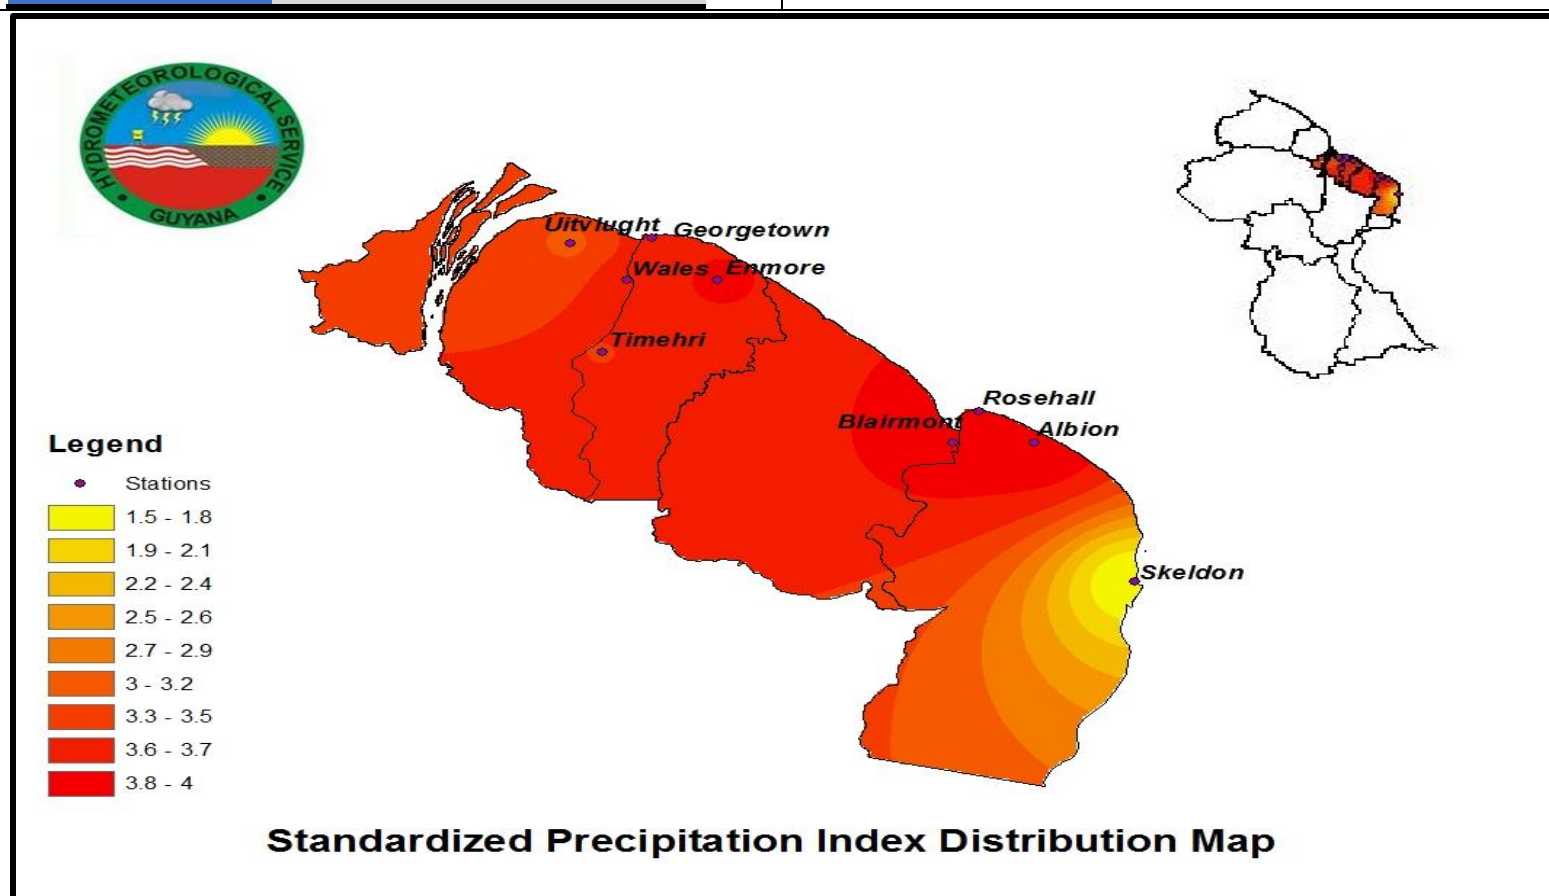 HYDROMETEOROLOGICAL SERVICE
GUYANA
Uitvlught
Georgetown
Wales
Enmore
Timehri
Rosehall
Blairmont
Albion
Skeldon
Legend
Stations
1.5 - 1.8
1.9 - 2.1
2.2 - 2.4
2.5 - 2.6
2.7 - 2.9
3 - 3.2
3.3 - 3.5
3.6 - 3.7
3.8 - 4
Standardized Precipitation Index Distribution Map